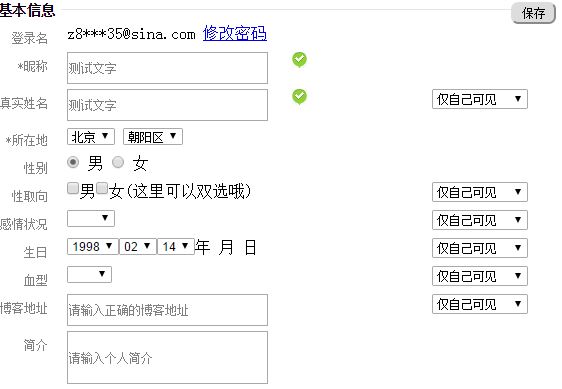 基本信息 保存
登录名 z8***35@sina.com 修改密码
*昵称 测试文字
真实姓名 测试文字 仅自己可见
*所在地 北京 朝阳区
性别 男 女
性取向 男 女(这里可以双选哦) 仅自己可见
感情状况 仅自己可见
生日 1998 02 14 年 月 日 仅自己可见
血型 仅自己可见
博客地址 请输入正确的博客地址 仅自己可见
简介 请输入个人简介